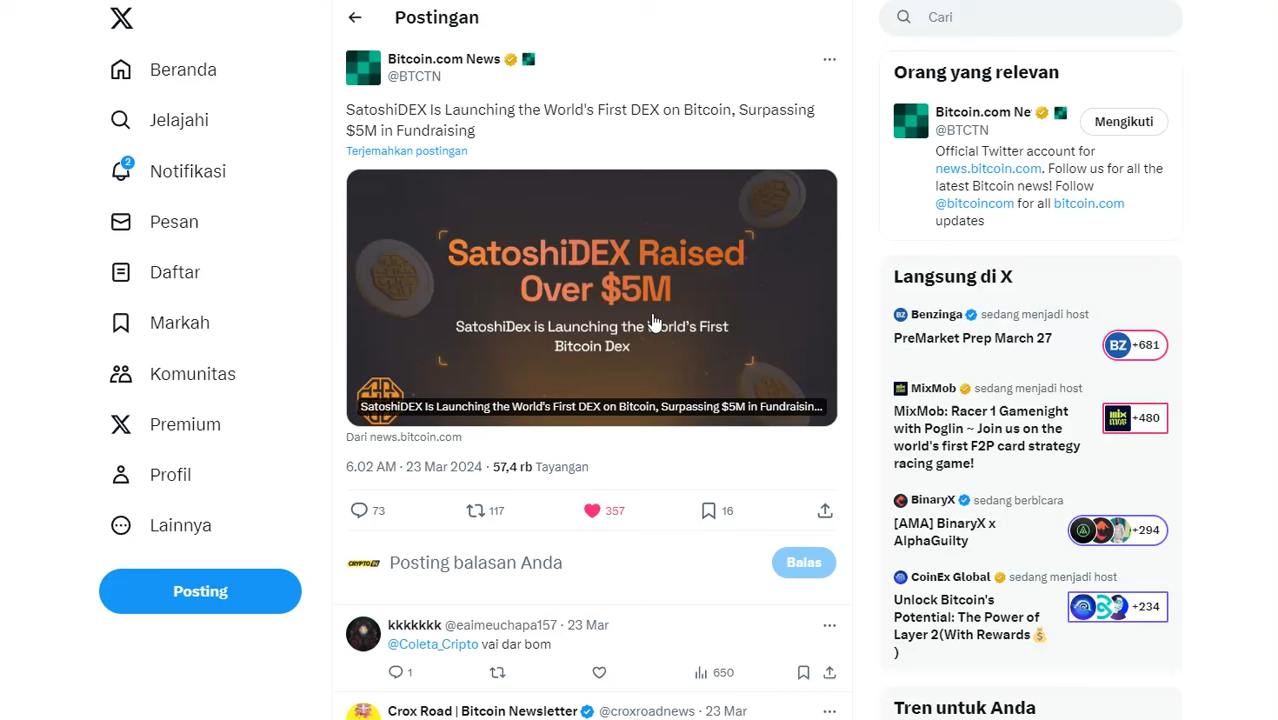 Beranda
Jelajahi
2
Notifikasi
Pesan
Daftar
Markah
Komunitas
Premium
Profil
Lainnya
Posting
Postingan
Bitcoin.com News
@BTCTN
SatoshiDEX Is Launching the World's First DEX on Bitcoin, Surpassing
$5M in Fundraising
Terjemahkan postingan
SatoshiDEX Raised
Over $5M
SatoshiDex is Launching the World's First
Bitcoin Dex
SatoshiDEX Is Launching the World's First DEX on Bitcoin, Surpassing $5M in Fundraisin...
Dari news.bitcoin.com
6.02 AM · 23 Mar 2024 · 57,4 rb Tayangan
73 117 357 16
Posting balasan Anda
Balas
kkkkkkk @eaimeuchapa157 · 23 Mar
@Coleta_Cripto vai dar bom
1 650
Crox Road | Bitcoin Newsletter @croxroadnews · 23 Mar
Cari
Orang yang relevan
Bitcoin.com Ne
@BTCTN
Mengikuti
Official Twitter account for
news.bitcoin.com. Follow us for all the
latest Bitcoin news! Follow
@bitcoincom for all bitcoin.com
updates
Langsung di X
BZ Benzinga sedang menjadi host
PreMarket Prep March 27
BZ +681
MixMob sedang menjadi host
MixMob: Racer 1 Gamenight
with Poglin ~ Join us on the
world's first F2P card strategy
racing game!
+480
BinaryX sedang berbicara
[AMA] BinaryX x
AlphaGuilty
+294
CoinEx Global sedang menjadi host
Unlock Bitcoin's
Potential: The Power of
Layer 2(With Rewards💰
)
+234
Tren untuk Anda